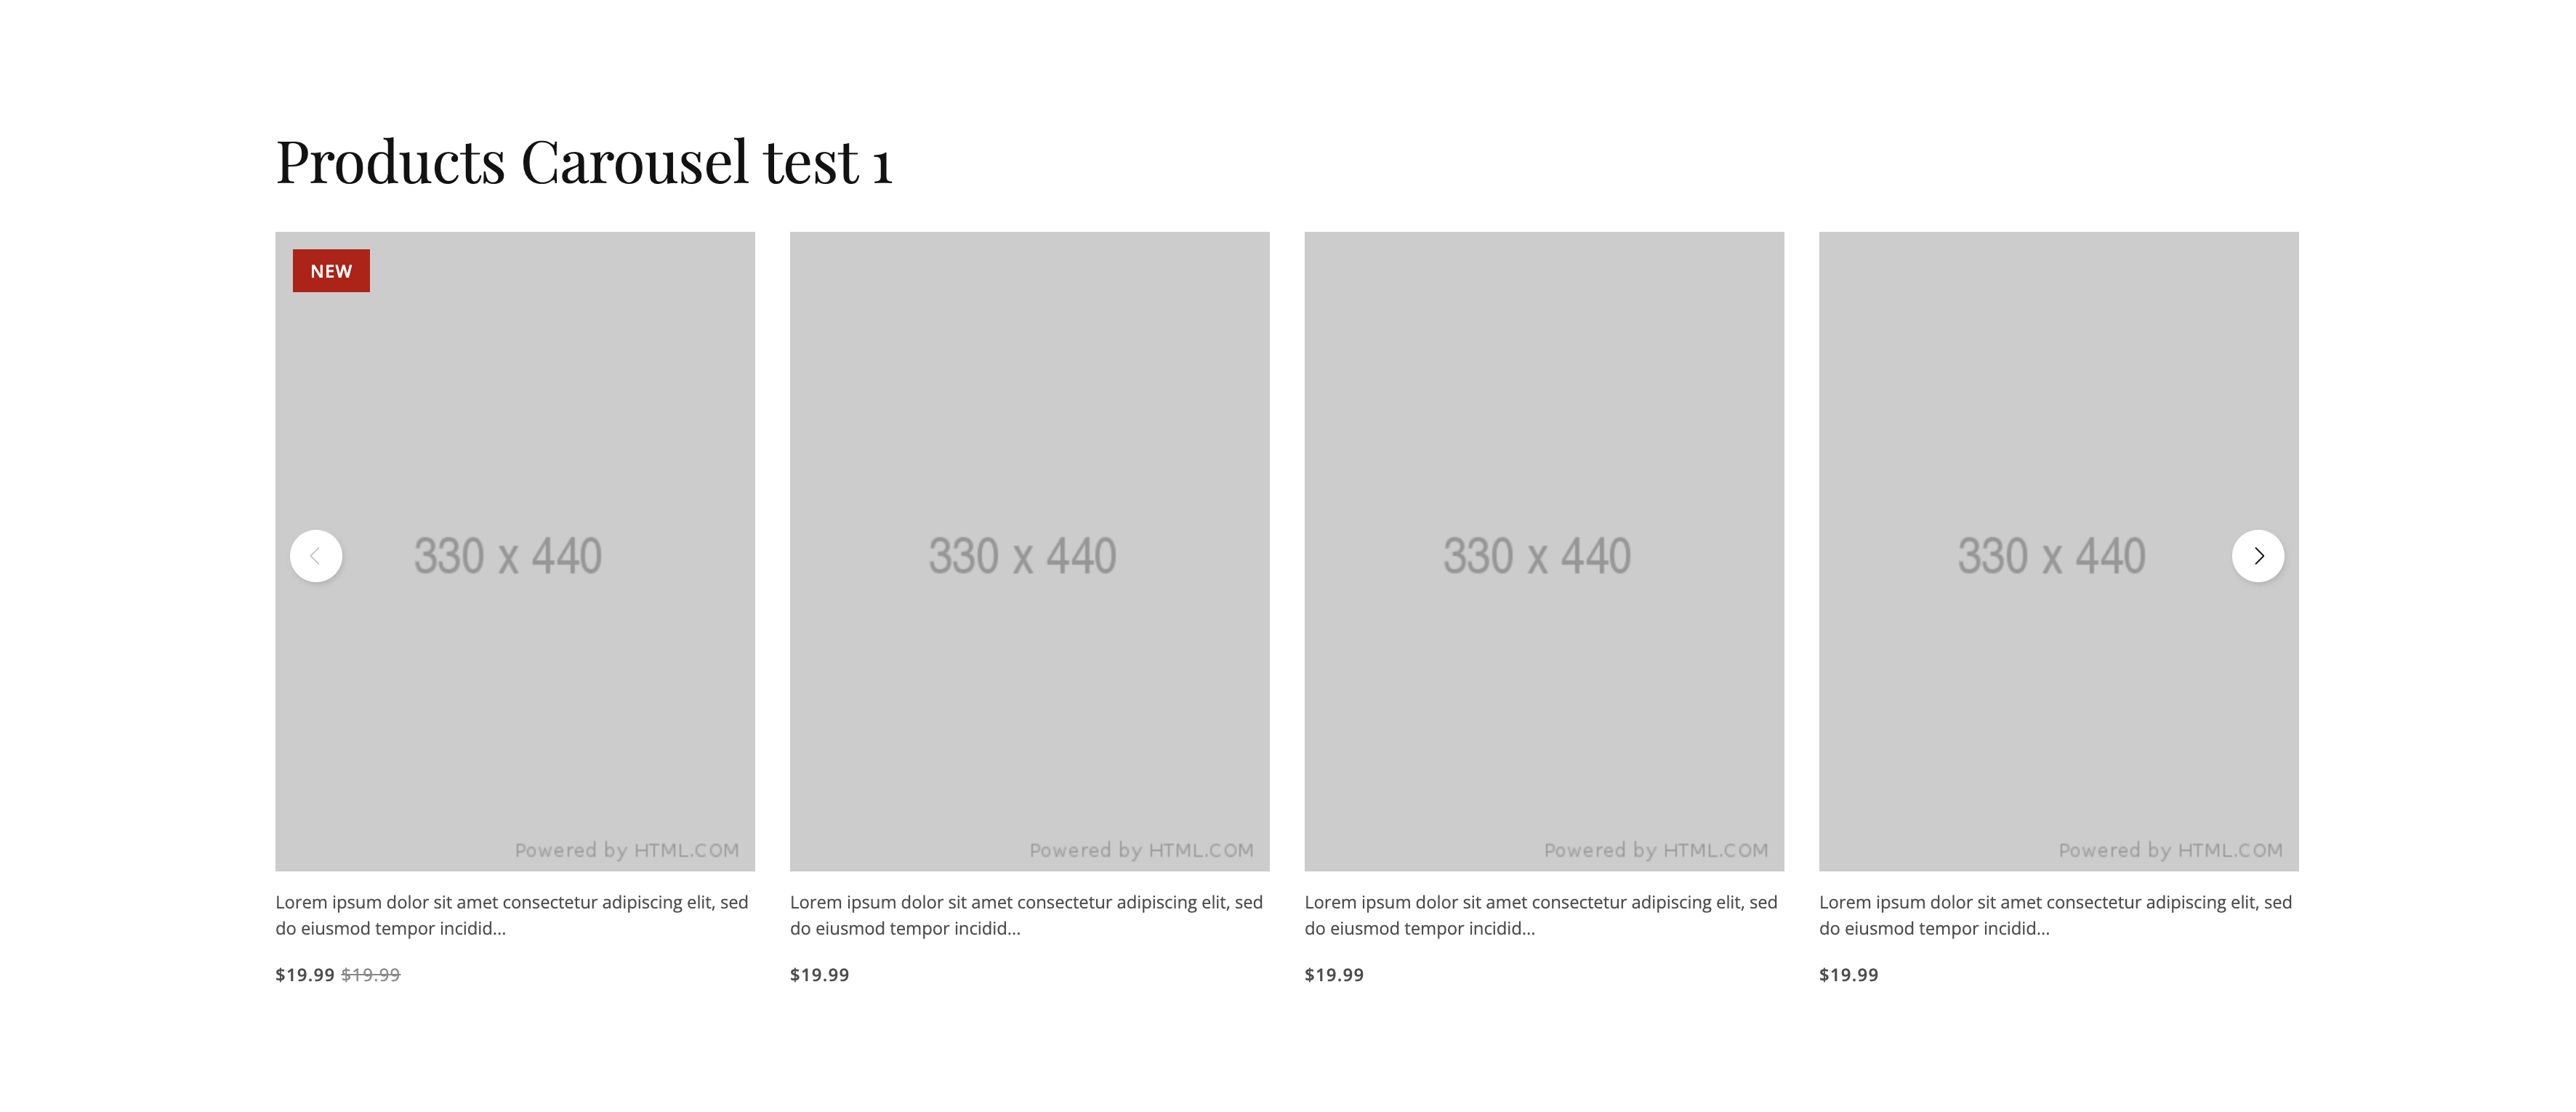 Products Carousel test 1
NEW
330 x 440
Powered by HTML.COM
Lorem ipsum dolor sit amet consectetur adipiscing elit, sed
do eiusmod tempor incidid...
$19.99 $19.99
330 x 440
Powered by HTML.COM
Lorem ipsum dolor sit amet consectetur adipiscing elit, sed
do eiusmod tempor incidid...
$19.99
330 x 440
Powered by HTML.COM
Lorem ipsum dolor sit amet consectetur adipiscing elit, sed
do eiusmod tempor incidid...
$19.99
330 x 440
Powered by HTML.COM
Lorem ipsum dolor sit amet consectetur adipiscing elit, sed
do eiusmod tempor incidid...
$19.99